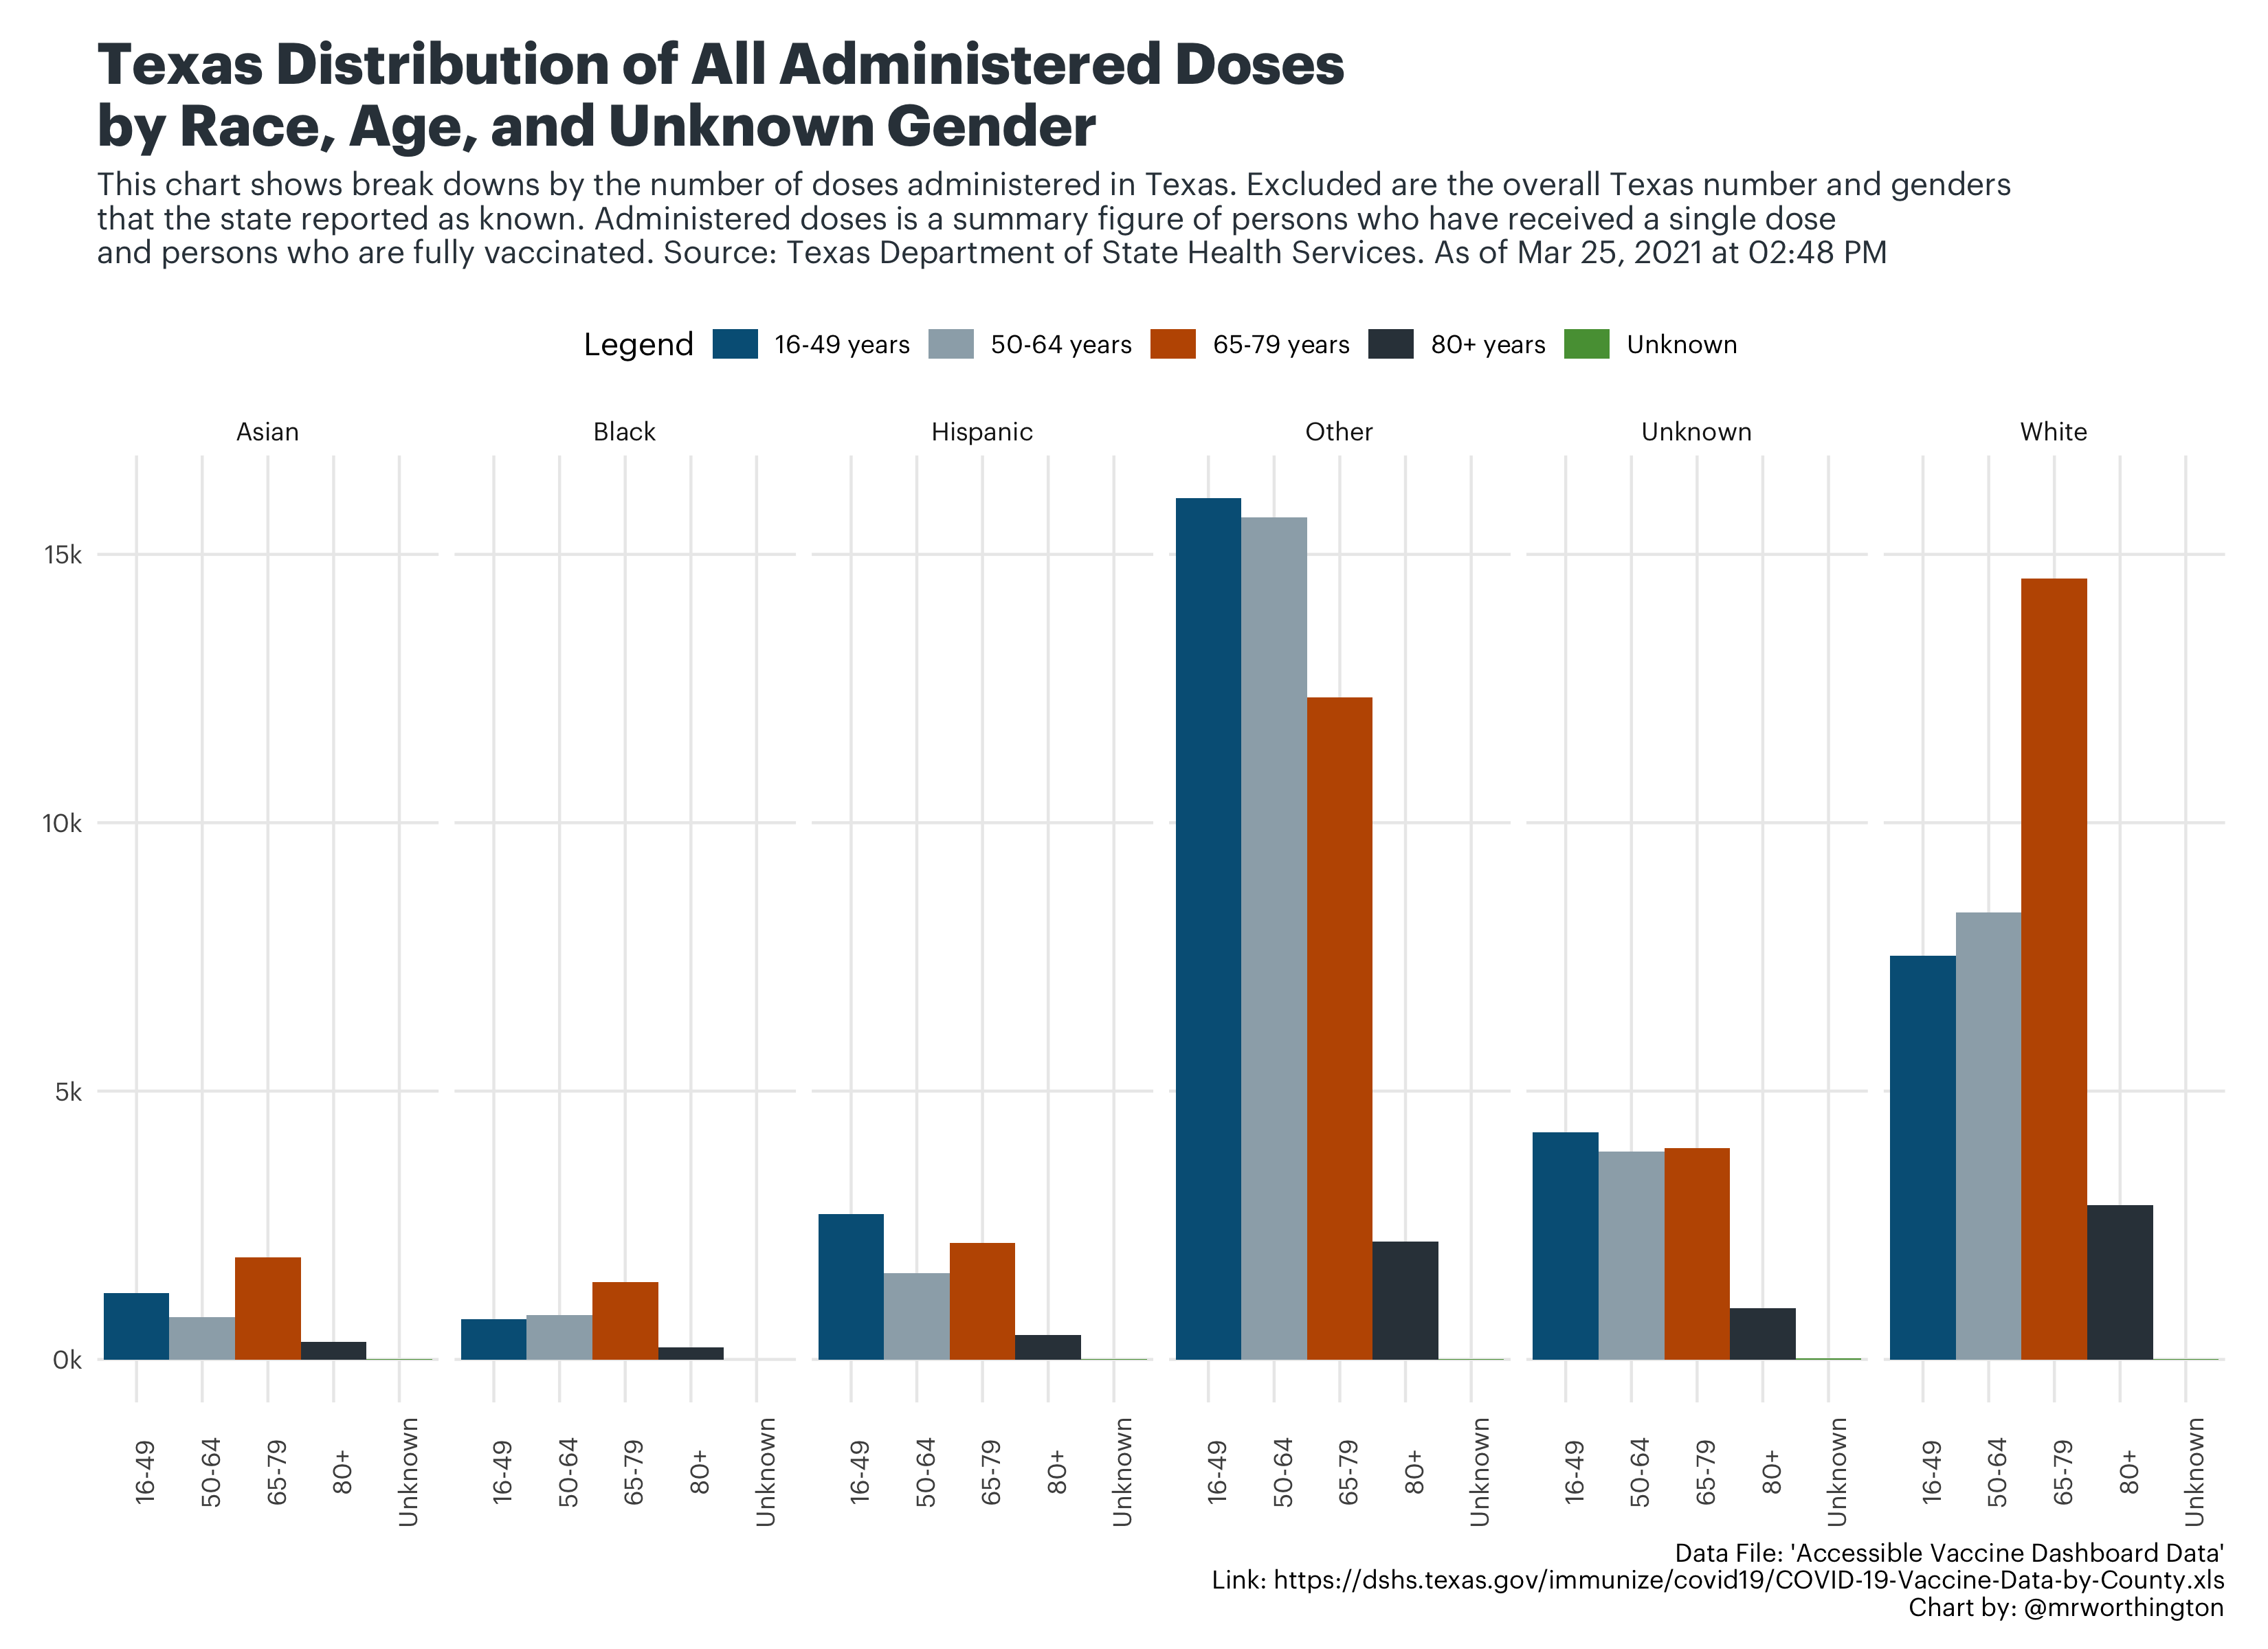 Texas Distribution of All Administered Doses
by Race, Age, and Unknown Gender
This chart shows break downs by the number of doses administered in Texas. Excluded are the overall Texas number and genders
that the state reported as known. Administered doses is a summary figure of persons who have received a single dose
and persons who are fully vaccinated. Source: Texas Department of State Health Services. As of Mar 25, 2021 at 02:48 PM
Legend 16-49 years 50-64 years 65-79 years 80+ years Unknown
Asian Black Hispanic Other Unknown White
15k
10k
5k
0k
16-49 50-64 65-79 80+ Unknown 16-49 50-64 65-79 80+ Unknown 16-49 50-64 65-79 80+ Unknown 16-49 50-64 65-79 80+ Unknown 16-49 50-64 65-79 80+ Unknown 16-49 50-64 65-79 80+ Unknown
Data File: 'Accessible Vaccine Dashboard Data'
Link: https://dshs.texas.gov/immunize/covid19/COVID-19-Vaccine-Data-by-County.xls
Chart by: @mrworthington